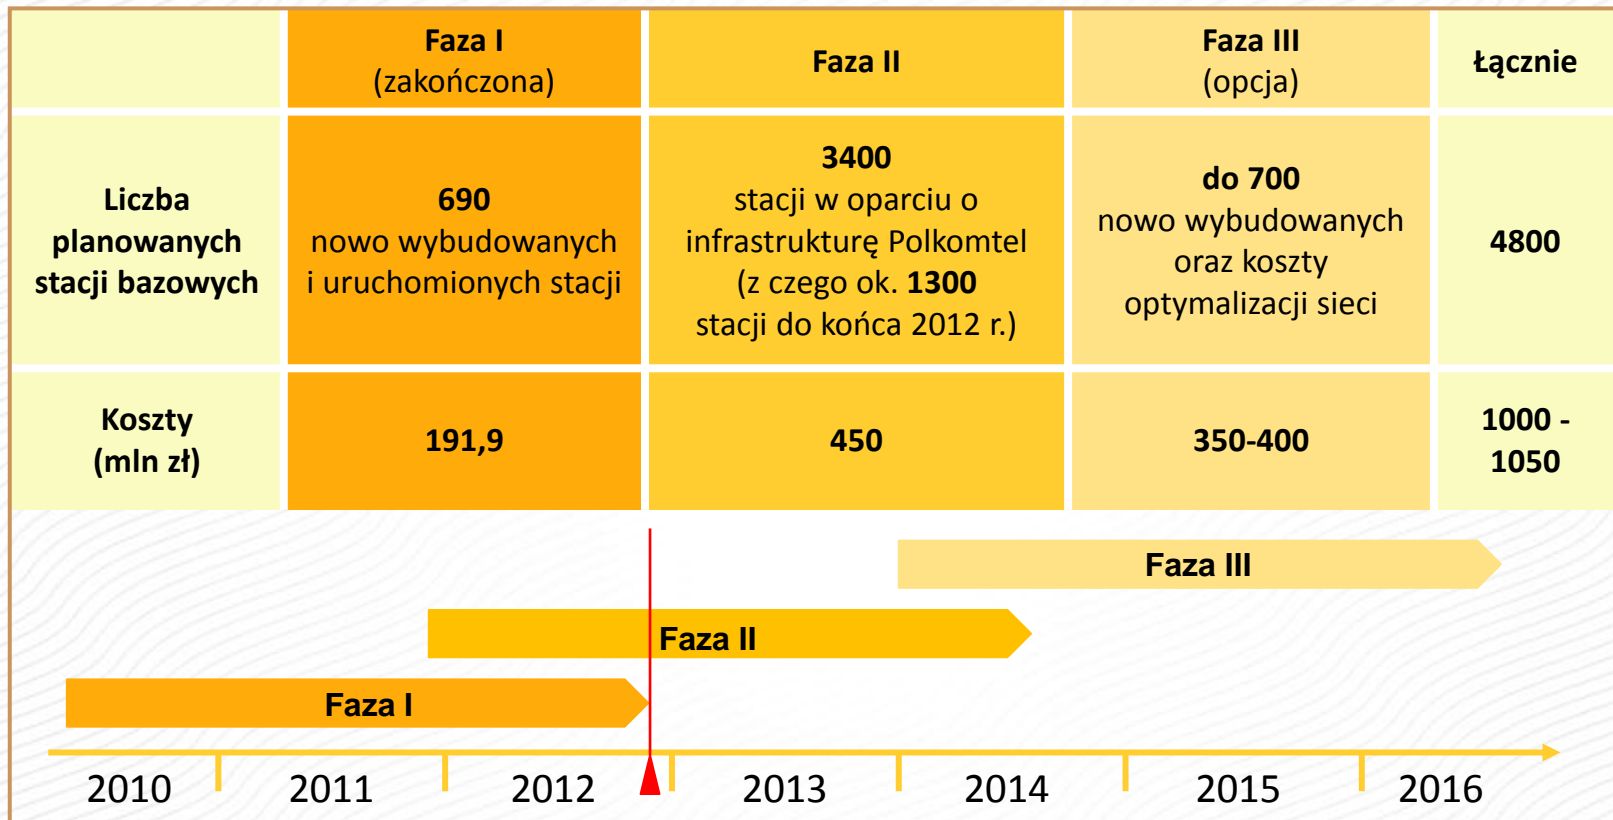 Faza I
(zakończona)
Faza II
Faza III
(opcja)
Łącznie
Liczba
planowanych
stacji bazowych
690
nowo wybudowanych
i uruchomionych stacji
3400
stacji w oparciu o
infrastrukturę Polkomtel
(z czego ok. 1300
stacji do końca 2012 r.)
do 700
nowo wybudowanych
oraz koszty
optymalizacji sieci
4800
Koszty
(mln zł)
191,9
450
350-400
1000 -
1050
Faza III
Faza II
Faza I
2010 2011 2012 2013 2014 2015 2016